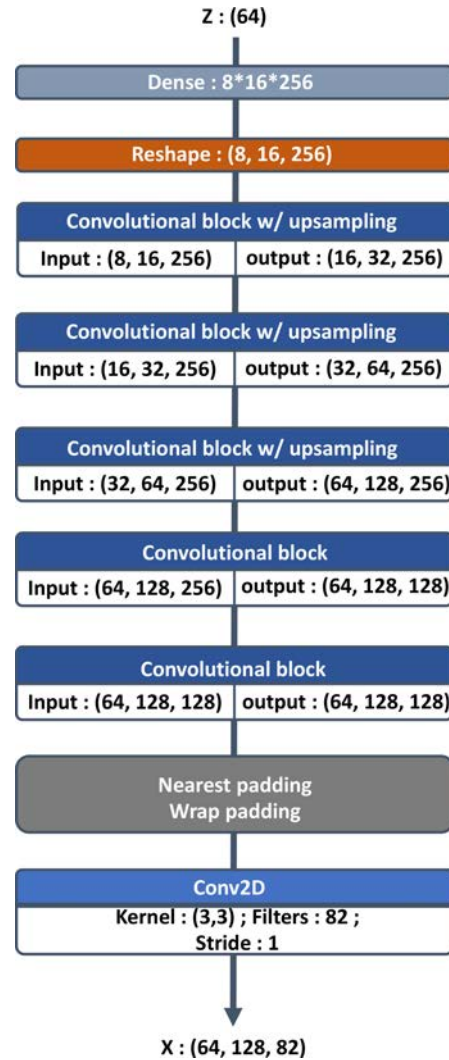 Z : (64)
Dense : 8*16*256
Reshape : (8, 16, 256)
Convolutional block w/ upsampling
Input : (8, 16, 256) output : (16, 32, 256)
Convolutional block w/ upsampling
Input : (16, 32, 256) output : (32, 64, 256)
Convolutional block w/ upsampling
Input : (32, 64, 256) output : (64, 128, 256)
Convolutional block
Input : (64, 128, 256) output : (64, 128, 128)
Convolutional block
Input : (64, 128, 128) output : (64, 128, 128)
Nearest padding
Wrap padding
Conv2D
Kernel : (3,3) ; Filters : 82 ;
Stride : 1
X : (64, 128, 82)